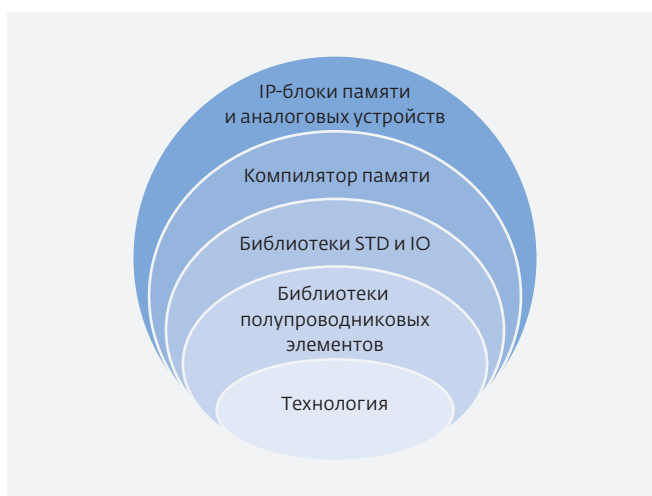 IP-блоки памяти
и аналоговых устройств
Компилятор памяти
Библиотеки STD и IO
Библиотеки
полупроводниковых
элементов
Технология